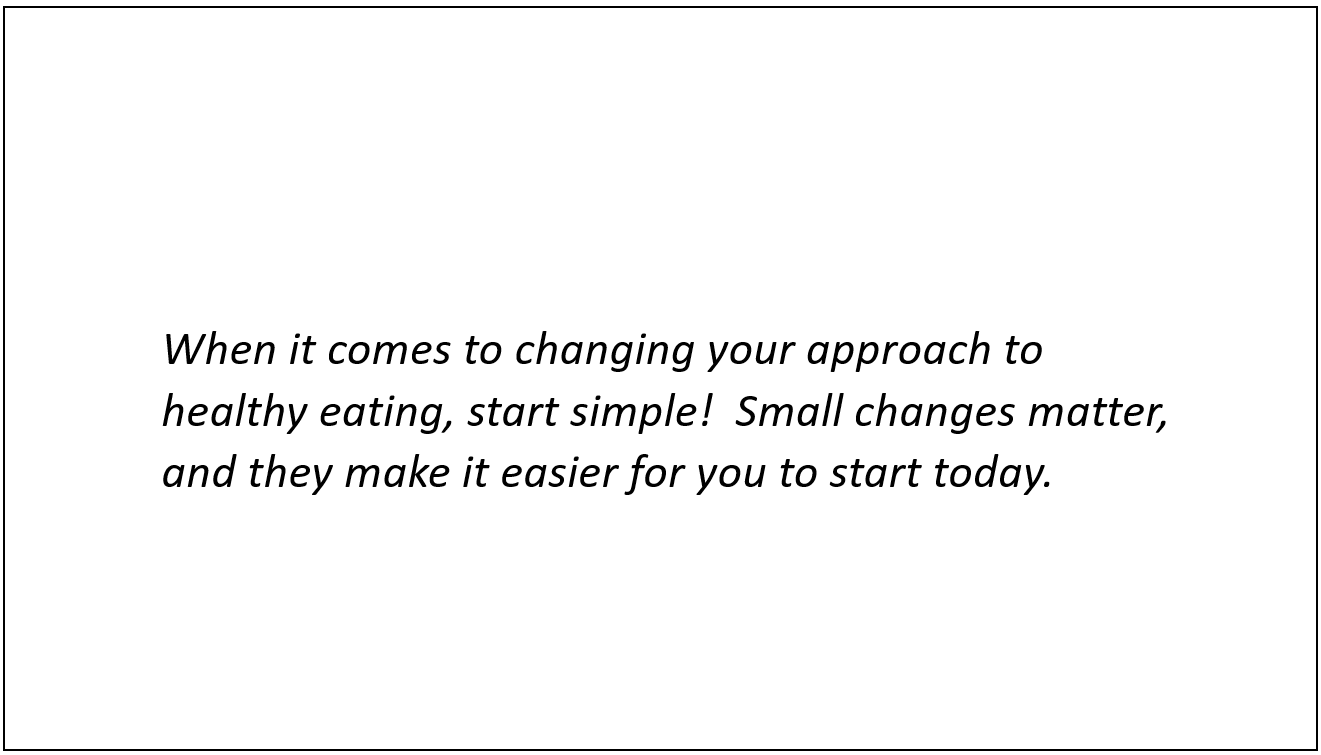 When it comes to changing your approach to
healthy eating, start simple!  Small changes matter,
and they make it easier for you to start today.